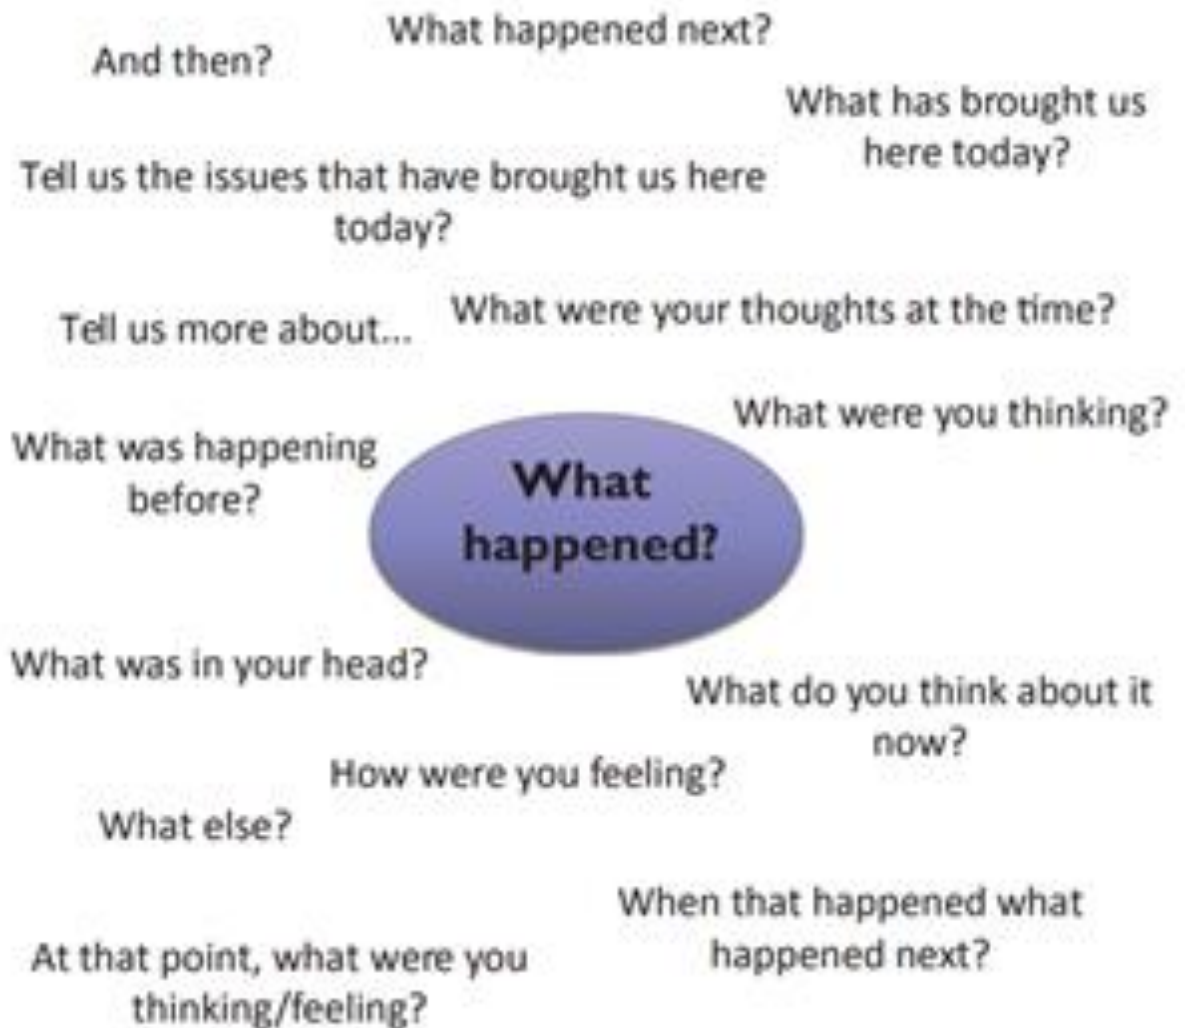 What happened next?
And then?
What has brought us
here today?
Tell us the issues that have brought us here
today?
What were your thoughts at the time?
Tell us more about...
What were you thinking?
What was happening
before?
What
happened?
What was in your head?
What do you think about it
now?
How were you feeling?
What else?
When that happened what
happened next?
At that point, what were you
thinking/feeling?